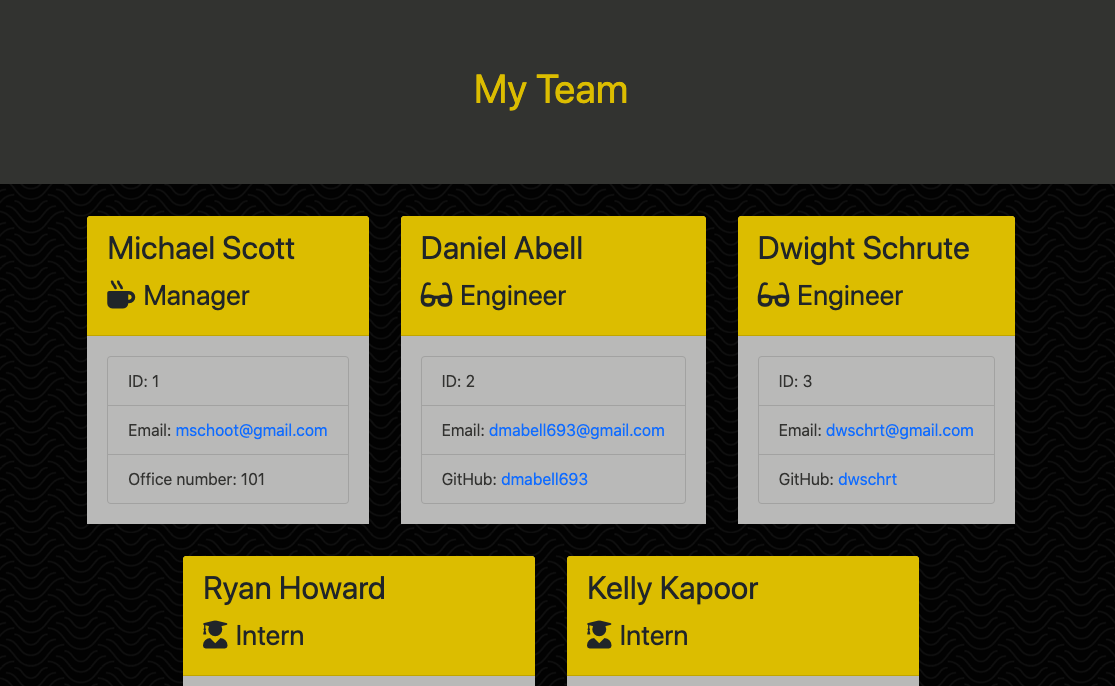 My Team
Michael Scott
Manager
ID: 1
Email: mschoot@gmail.com
Office number: 101
Daniel Abell
Engineer
ID: 2
Email: dmabell693@gmail.com
GitHub: dmabell693
Dwight Schrute
Engineer
ID: 3
Email: dwschrt@gmail.com
GitHub: dwschrt
Ryan Howard
Intern
Kelly Kapoor
Intern